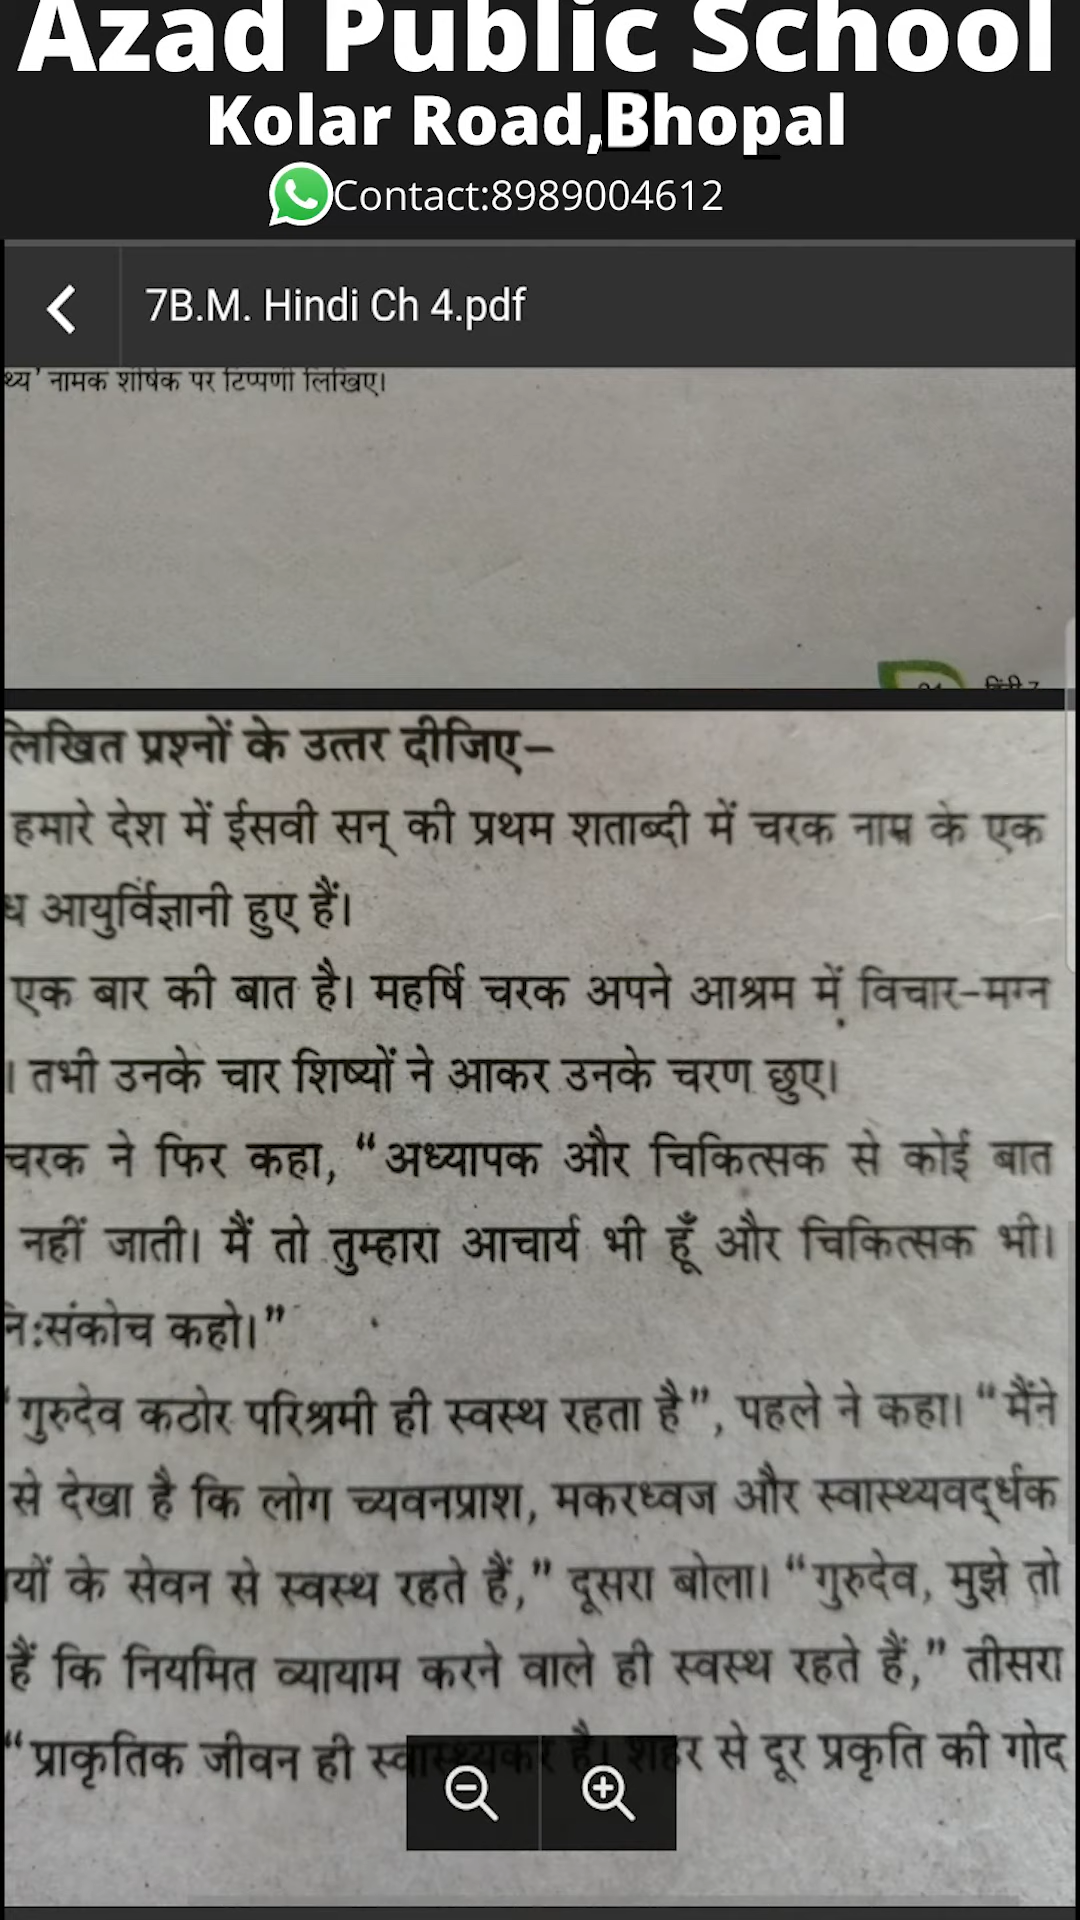 Azad Public School
Kolar Road,Bhopal
Contact:8989004612
7B.M. Hindi Ch 4.pdf
थ्य' नामक शीर्षक पर टिप्पणी लिखिए।
हिंदी-7
लिखित प्रश्नों के उत्तर दीजिए–
हमारे देश में ईसवी सन् की प्रथम शताब्दी में चरक नाम के एक
ध आयुर्विज्ञानी हुए हैं।
एक बार की बात है। महर्षि चरक अपने आश्रम में विचार-मग्न
। तभी उनके चार शिष्यों ने आकर उनके चरण छुए।
चरक ने फिर कहा, “अध्यापक और चिकित्सक से कोई बात
नहीं जाती। मैं तो तुम्हारा आचार्य भी हूँ और चिकित्सक भी।
नि:संकोच कहो।”
गुरुदेव कठोर परिश्रमी ही स्वस्थ रहता है”, पहले ने कहा। “मैंने
से देखा है कि लोग च्यवनप्राश, मकरध्वज और स्वास्थ्यवर्द्धक
यों के सेवन से स्वस्थ रहते हैं,” दूसरा बोला। “गुरुदेव, मुझे तो
हैं कि नियमित व्यायाम करने वाले ही स्वस्थ रहते हैं,” तीसरा
“प्राकृतिक जीवन ही स्वास्थ्यकर है। शहर से दूर प्रकृति की गोद